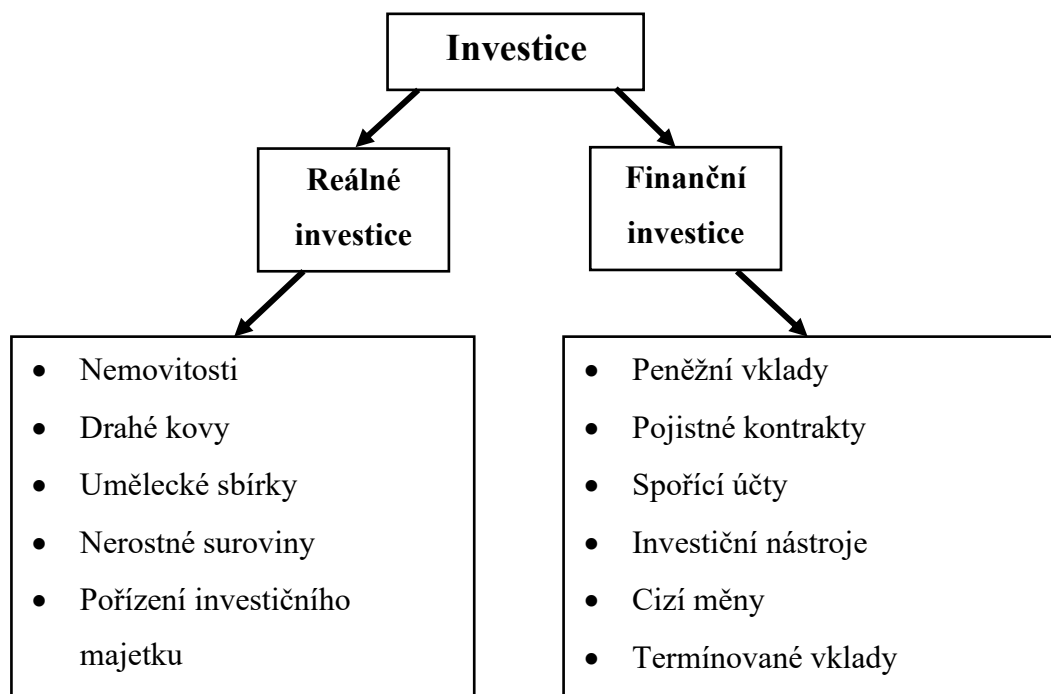 Investice
Reálné
investice
Finanční
investice
• Nemovitosti
• Drahé kovy
• Umělecké sbírky
• Nerostné suroviny
• Pořízení investičního
majetku
• Peněžní vklady
• Pojistné kontrakty
• Spořící účty
• Investiční nástroje
• Cizí měny
• Termínované vklady